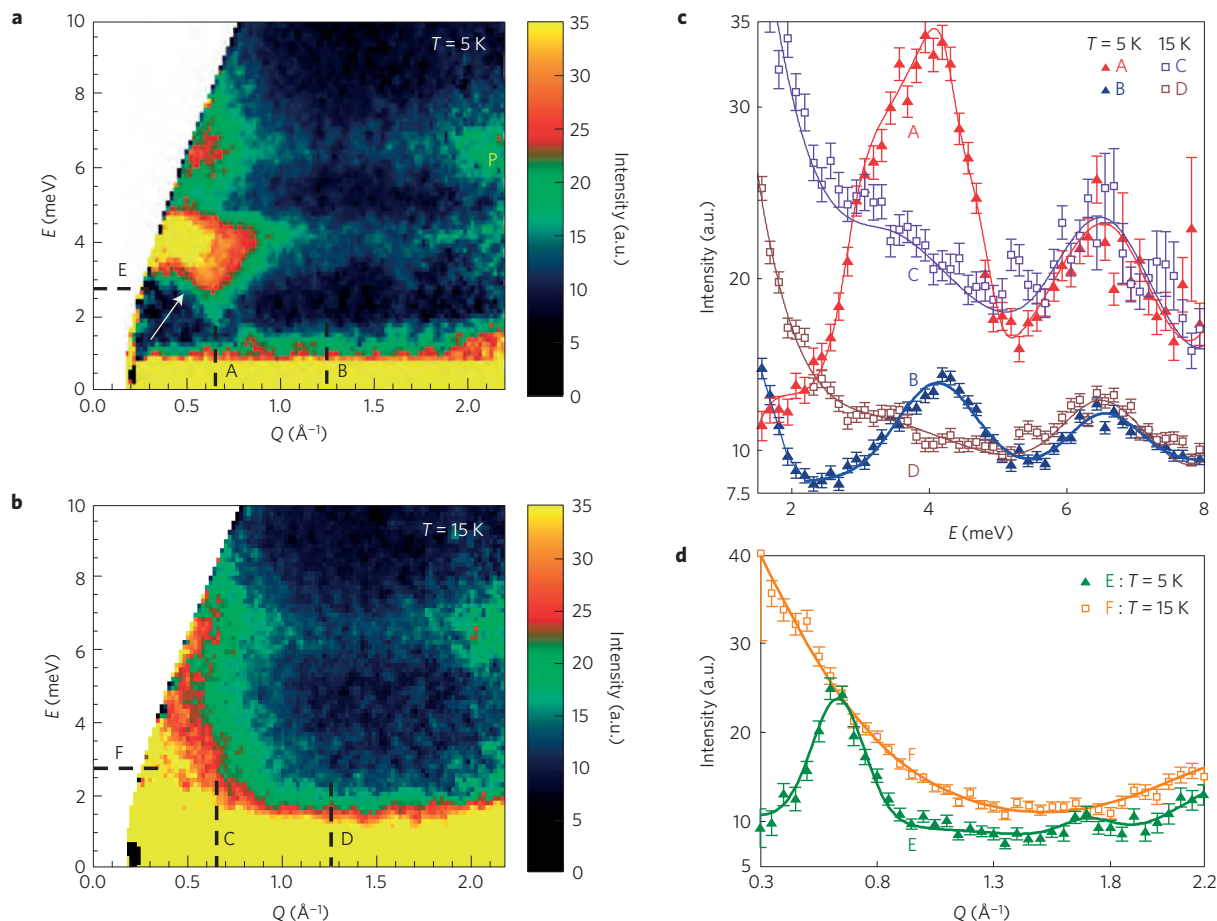 a
T = 5 K
P
E
A
B
E (meV)
10
8
6
4
2
0
0.0
0.5
1.0
1.5
2.0
Q (Å⁻¹)
35
30
25
20
15
10
5
0
Intensity (a.u.)
b
T = 15 K
F
C
D
E (meV)
10
8
6
4
2
0
0.0
0.5
1.0
1.5
2.0
Q (Å⁻¹)
35
30
25
20
15
10
5
0
Intensity (a.u.)
c
T = 5 K 15 K
A C
B D
A
C
B
D
Intensity (a.u.)
35
30
20
10
7.5
2
4
6
8
E (meV)
d
E : T = 5 K
F : T = 15 K
F
E
Intensity (a.u.)
40
30
20
10
5
0.3
0.8
1.3
1.8
2.2
Q (Å⁻¹)